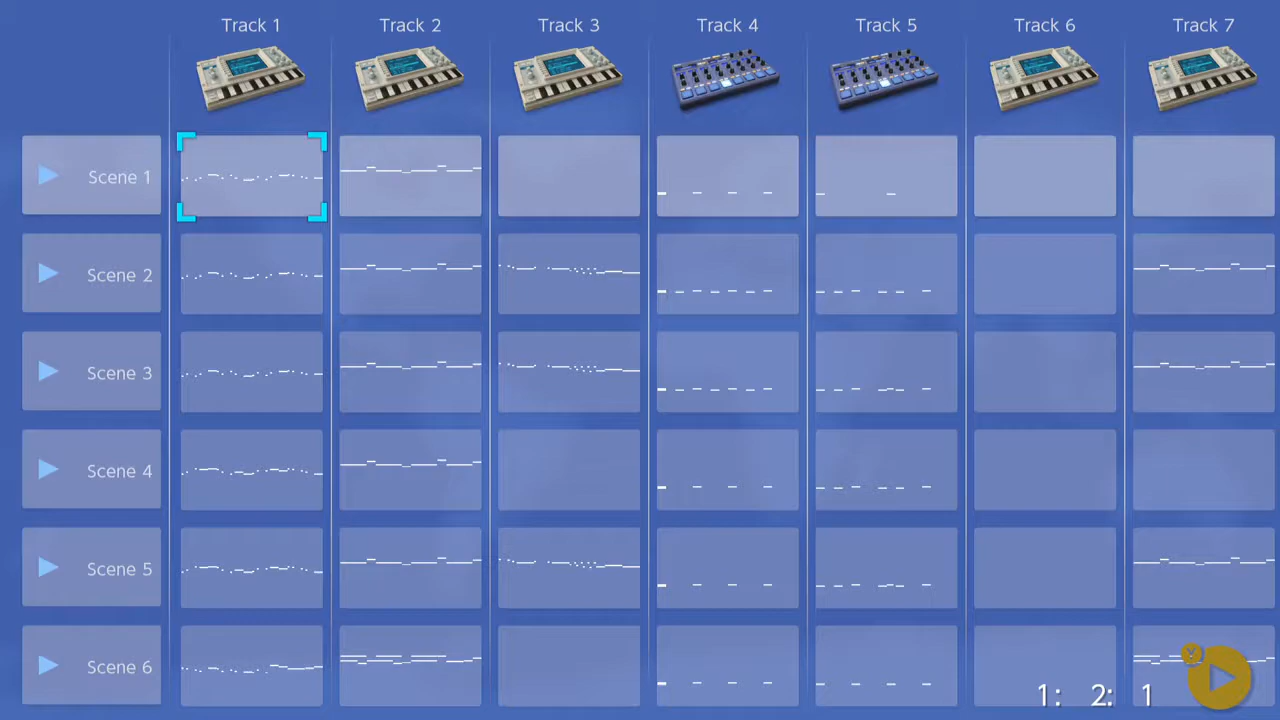 Track 1 Track 2 Track 3 Track 4 Track 5 Track 6 Track 7
Scene 1
Scene 2
Scene 3
Scene 4
Scene 5
Scene 6
Y
1: 2: 1